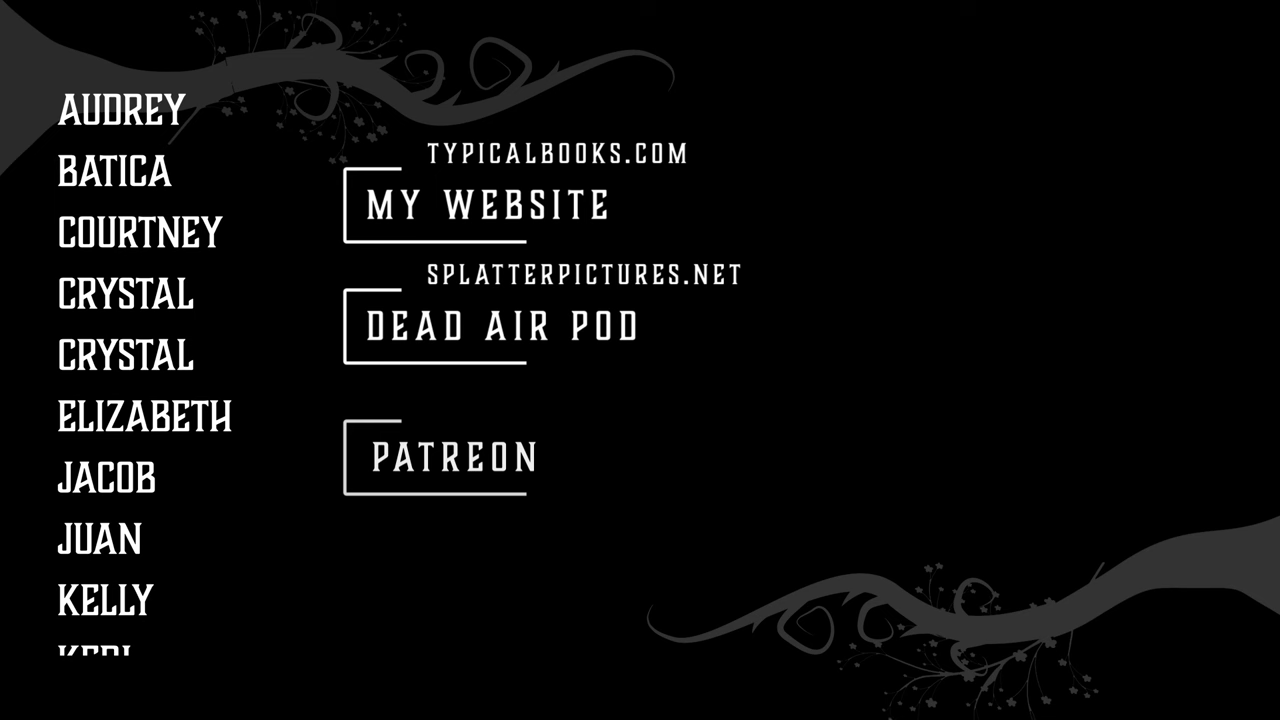 AUDREY
BATICA
COURTNEY
CRYSTAL
CRYSTAL
ELIZABETH
JACOB
JUAN
KELLY
TYPICALBOOKS.COM
MY WEBSITE
SPLATTERPICTURES.NET
DEAD AIR POD
PATREON